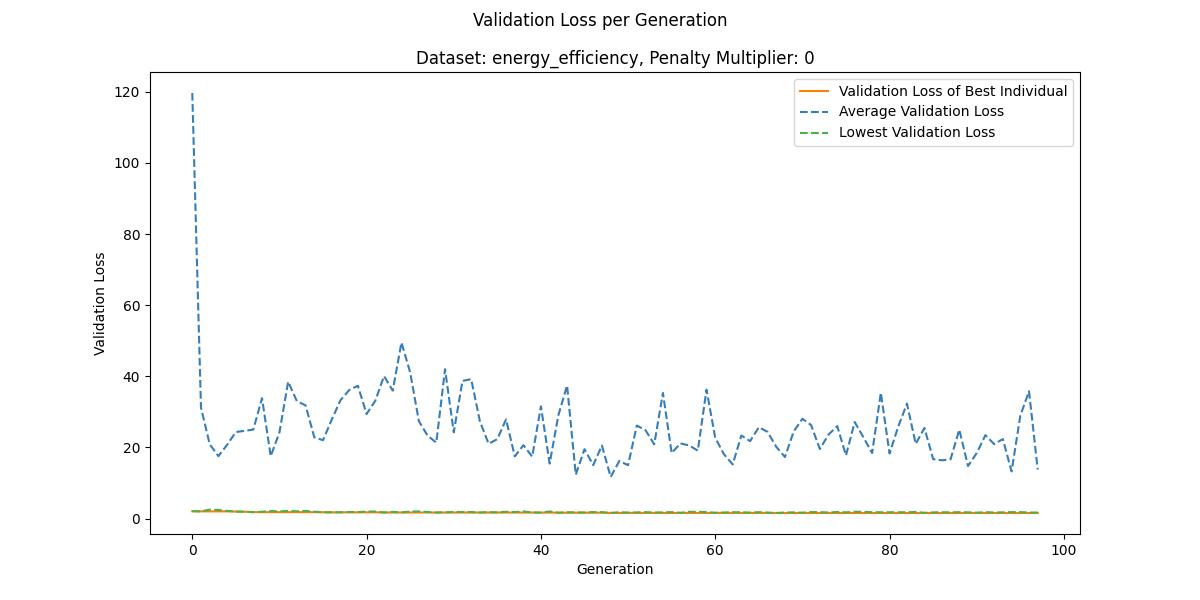 Validation Loss per Generation
Dataset: energy_efficiency, Penalty Multiplier: 0
Validation Loss of Best Individual
Average Validation Loss
Lowest Validation Loss
120
100
80
60
40
20
0
Validation Loss
0 20 40 60 80 100
Generation